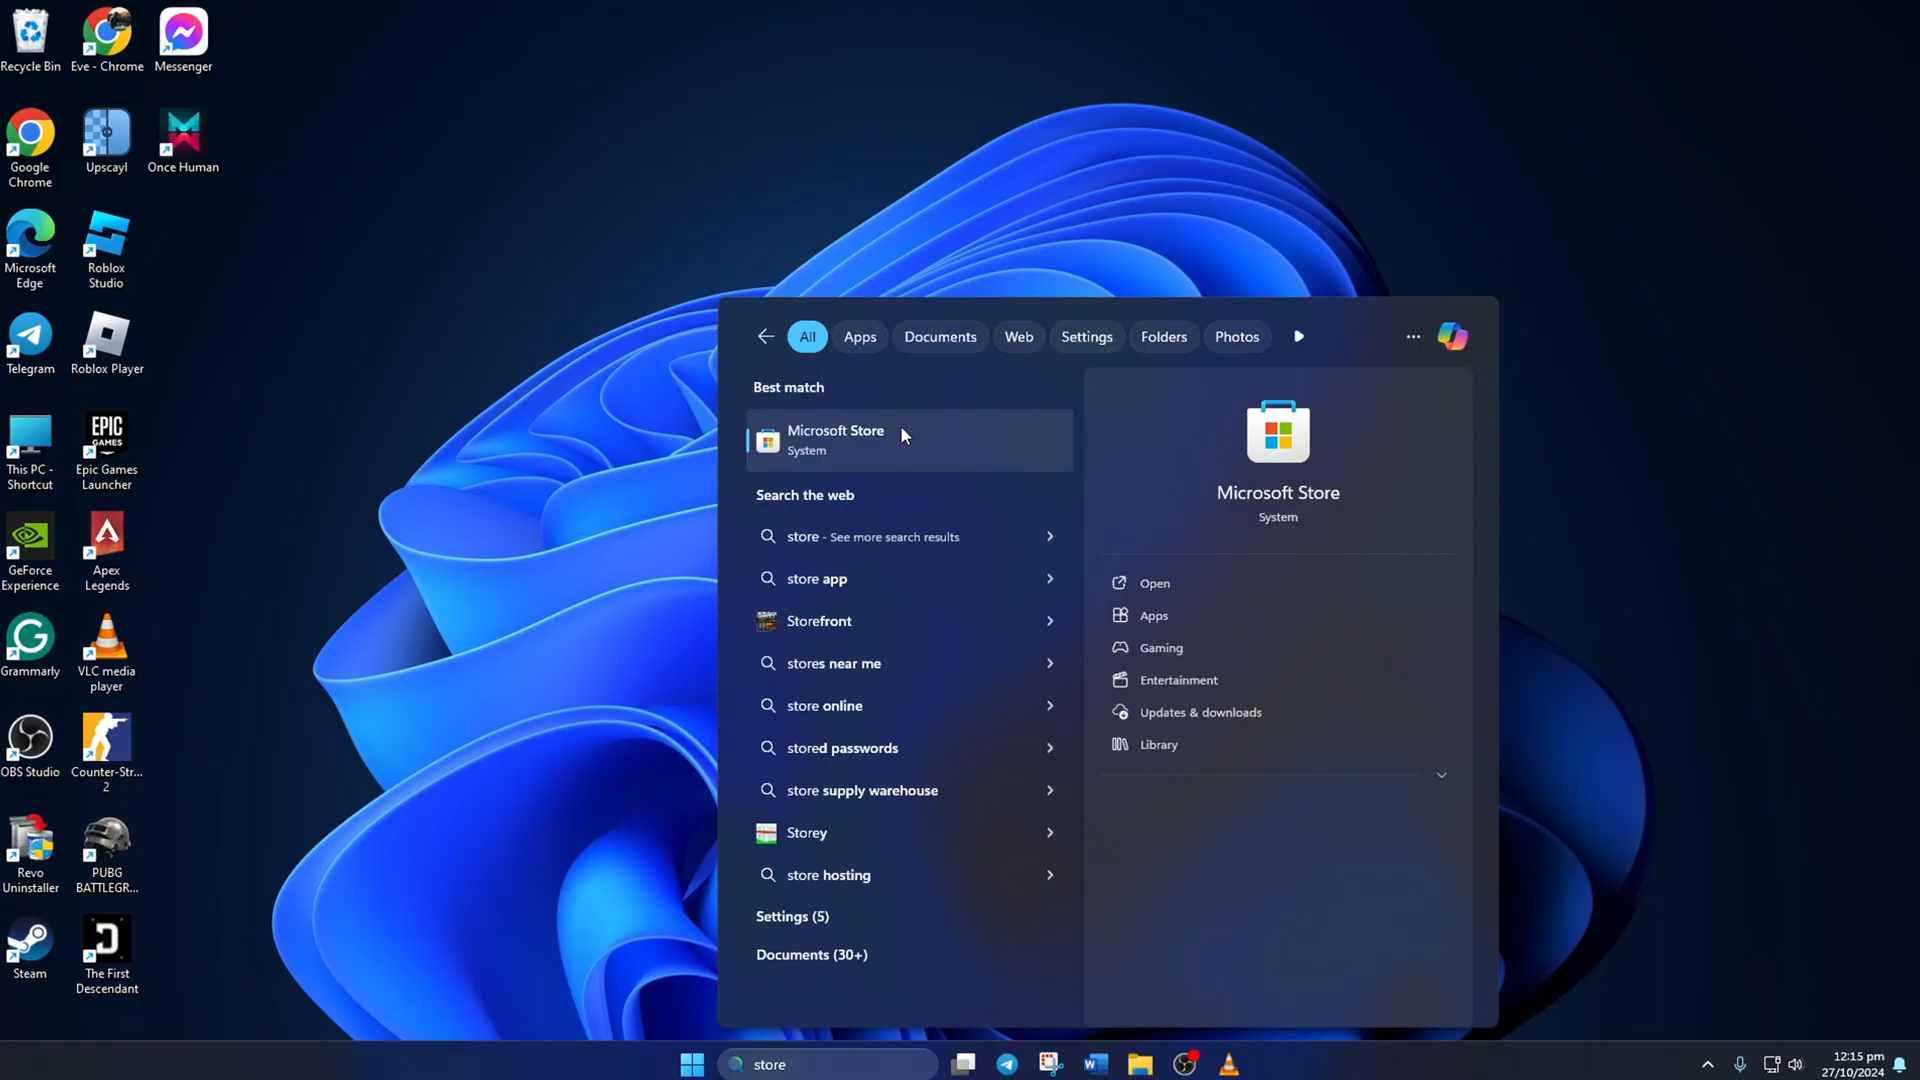 Recycle Bin
Eve - Chrome
Messenger
Google
Chrome
Upscayl
Once Human
Microsoft
Edge
Roblox
Studio
Telegram
Roblox Player
This PC -
Shortcut
EPIC
GAMES
Epic Games
Launcher
GeForce
Experience
Apex
Legends
Grammarly
VLC media
player
OBS Studio
Counter-Str...
2
Revo
Uninstaller
PUBG
BATTLEGR...
Steam
The First
Descendant
All
Apps
Documents
Web
Settings
Folders
Photos
Best match
Microsoft Store
System
Search the web
store - See more search results
store app
Storefront
stores near me
store online
stored passwords
store supply warehouse
Storey
store hosting
Settings (5)
Documents (30+)
Microsoft Store
System
Open
Apps
Gaming
Entertainment
Updates & downloads
Library
store
12:15 pm
27/10/2024